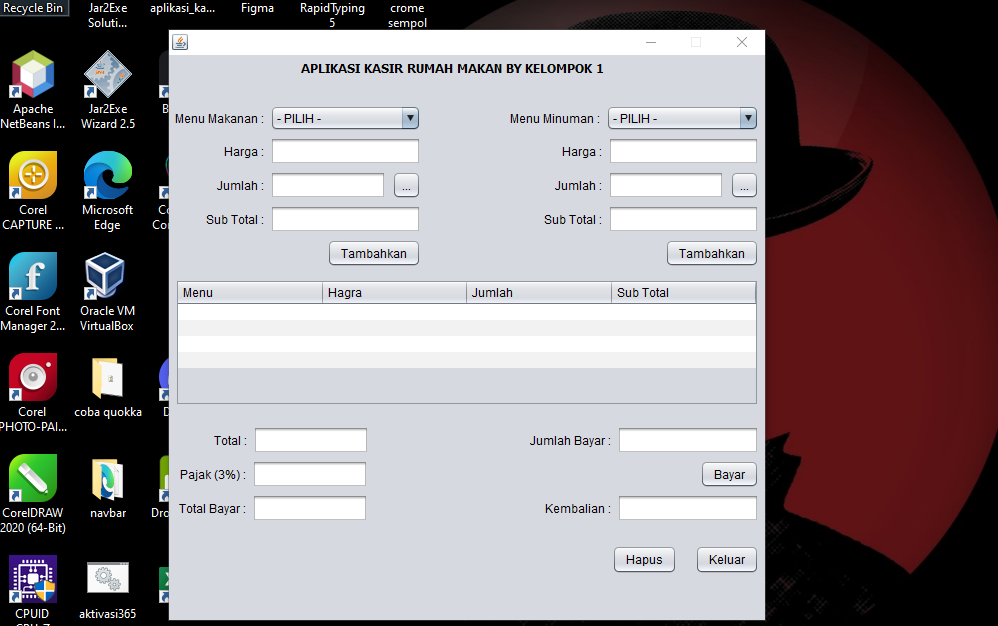 Recycle Bin
Jar2Exe
Soluti...
aplikasi_ka...
Figma
RapidTyping
5
crome
sempol
Apache
NetBeans I...
Jar2Exe
Wizard 2.5
Corel
CAPTURE ...
Microsoft
Edge
Corel Font
Manager 2...
Oracle VM
VirtualBox
Corel
PHOTO-PAI...
coba quokka
CorelDRAW
2020 (64-Bit)
navbar
CPUID
aktivasi365
APLIKASI KASIR RUMAH MAKAN BY KELOMPOK 1
Menu Makanan : - PILIH -
Menu Minuman : - PILIH -
Harga :
Harga :
Jumlah : ...
Jumlah : ...
Sub Total :
Sub Total :
Tambahkan
Tambahkan
Menu Hagra Jumlah Sub Total
Total :
Jumlah Bayar :
Pajak (3%) :
Bayar
Total Bayar :
Kembalian :
Hapus Keluar